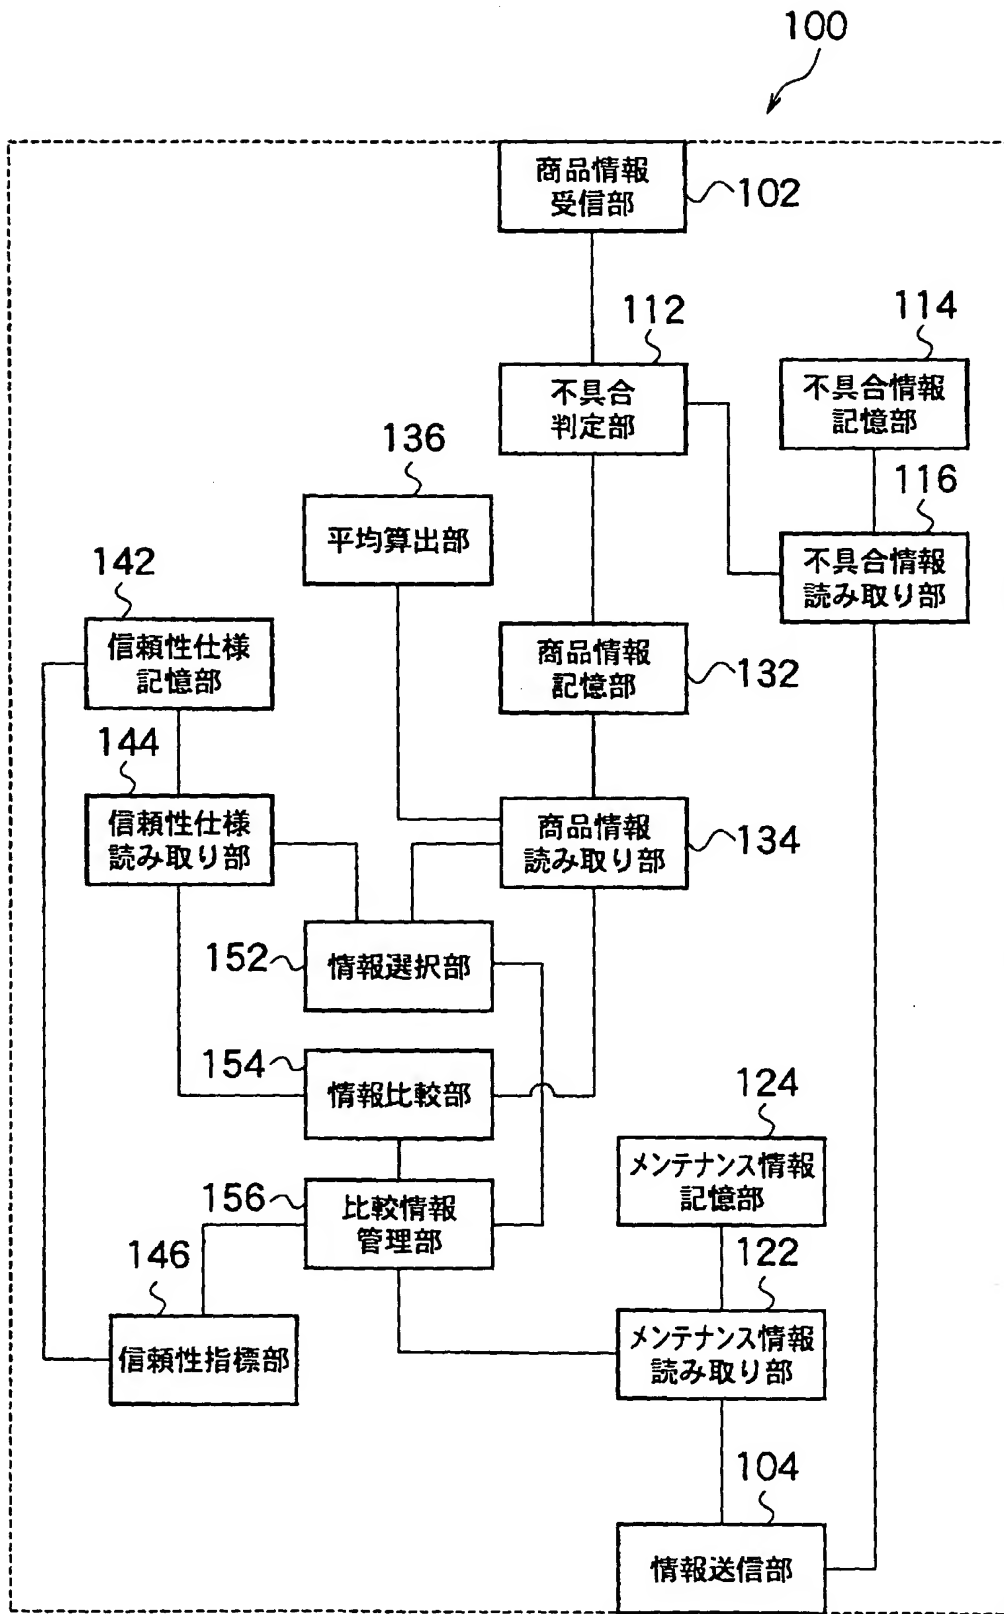 100
商品情報
受信部
102
112
114
不具合
判定部
不具合情報
記憶部
136
116
平均算出部
不具合情報
読み取り部
142
信頼性仕様
記憶部
商品情報
記憶部
132
144
信頼性仕様
読み取り部
商品情報
読み取り部
134
152
情報選択部
154
情報比較部
124
メンテナンス情報
記憶部
156
比較情報
管理部
146
122
信頼性指標部
メンテナンス情報
読み取り部
104
情報送信部